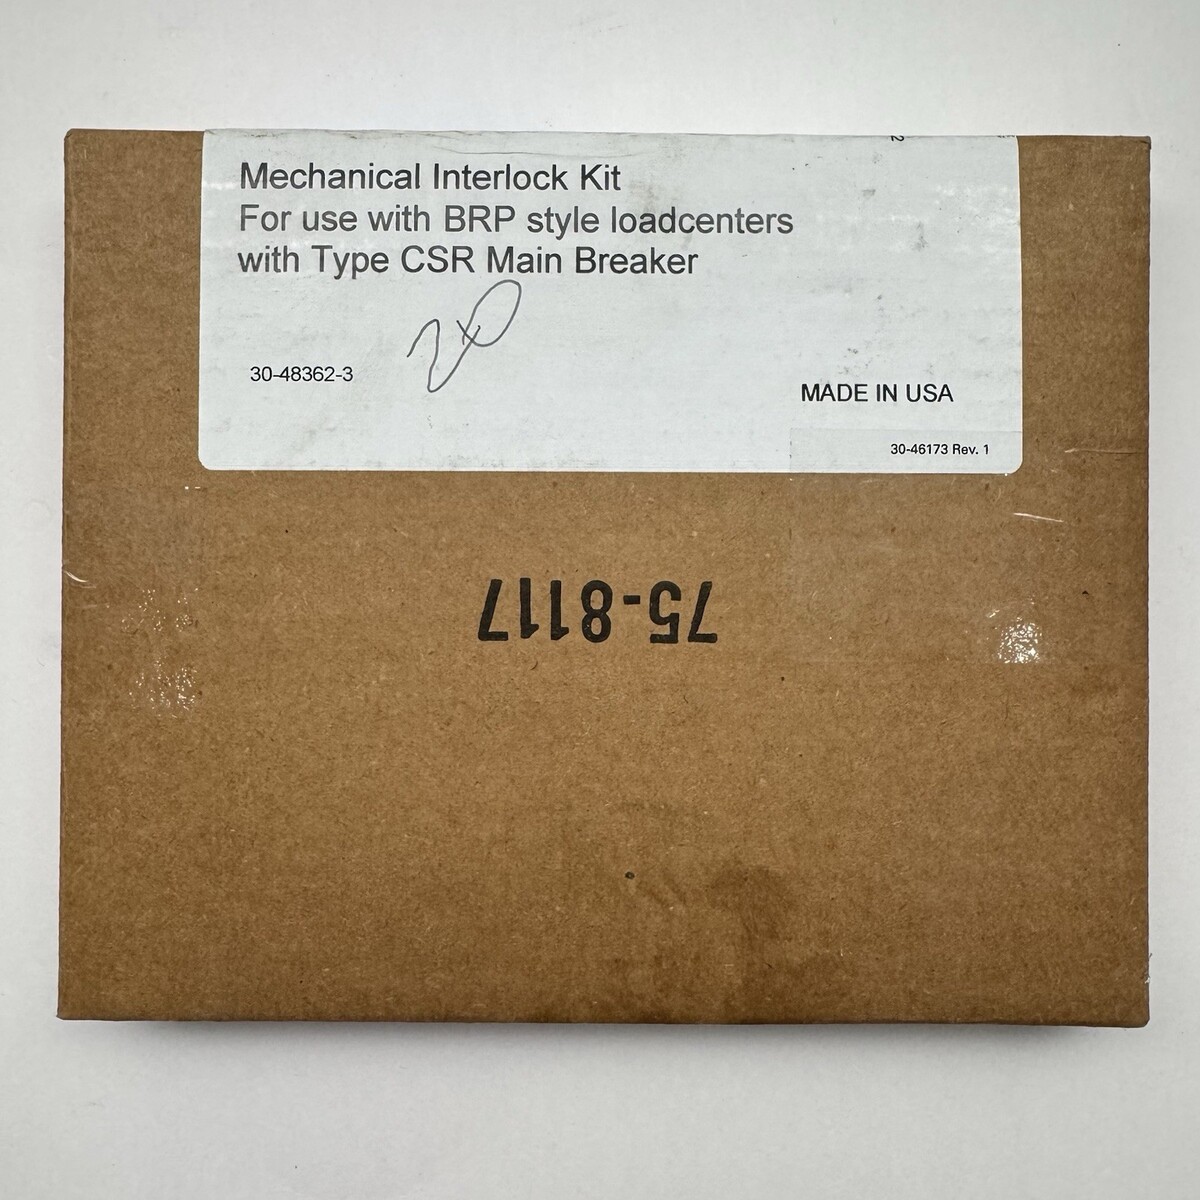 Mechanical Interlock Kit
For use with BRP style loadcenters
with Type CSR Main Breaker
30-48362-3
MADE IN USA
30-46173 Rev. 1
75-8117